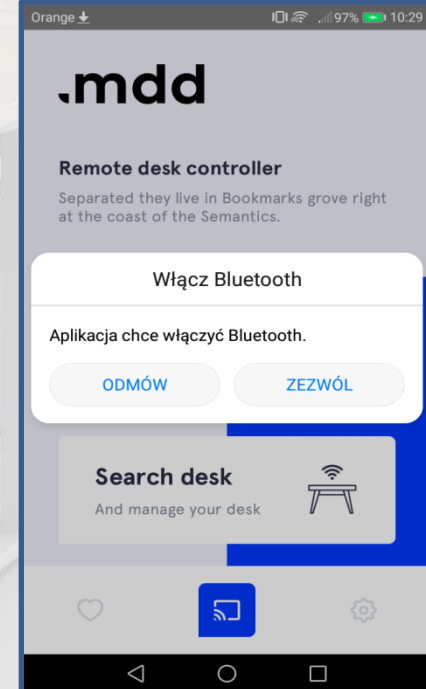 Orange 97% 10:29
.mdd
Remote desk controller
Separated they live in Bookmarks grove right
at the coast of the Semantics.
Włącz Bluetooth
Aplikacja chce włączyć Bluetooth.
ODMÓW ZEZWÓL
Search desk
And manage your desk